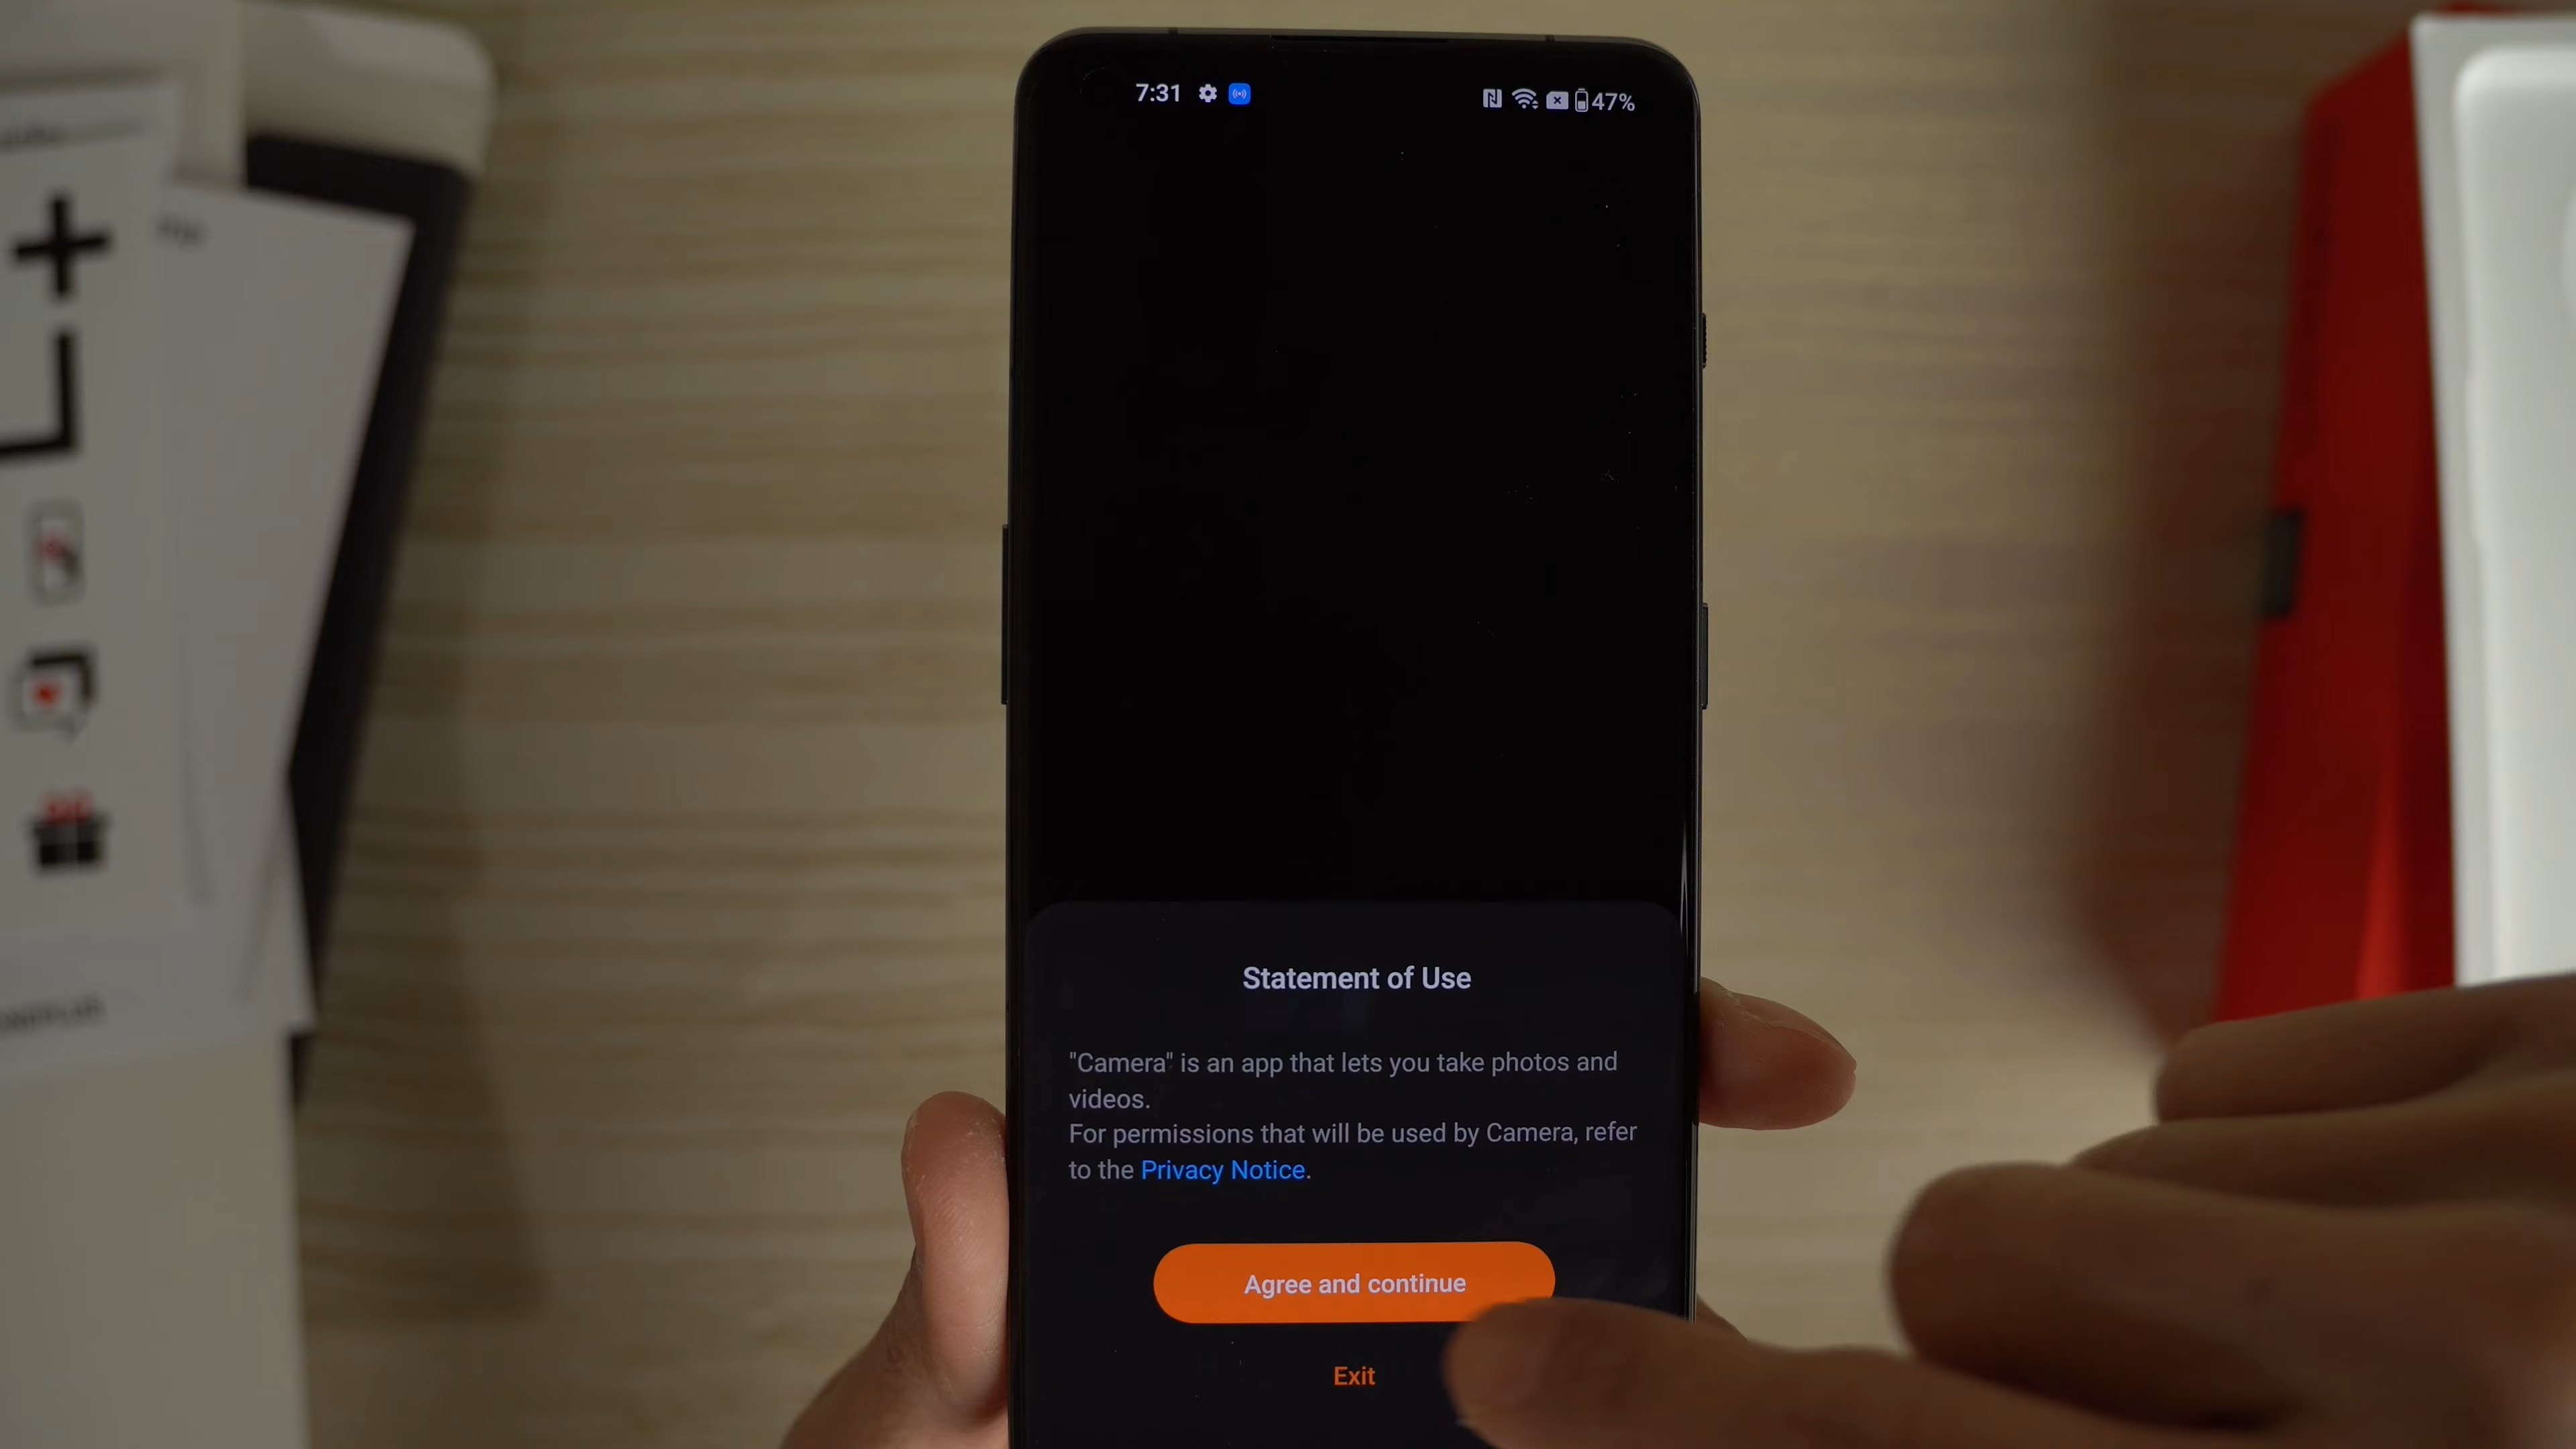 7:31
47%
Statement of Use
"Camera" is an app that lets you take photos and
videos.
For permissions that will be used by Camera, refer
to the Privacy Notice.
Agree and continue
Exit